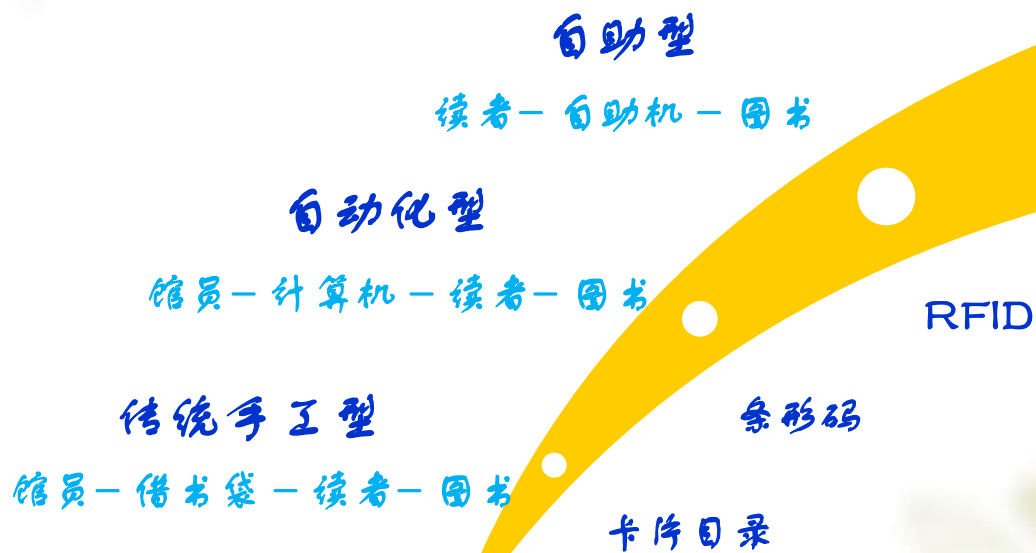 自助型
读者－自助机－图书
自动化型
馆员－计算机－读者－图书
RFID
传统手工型
条形码
馆员－借书袋－读者－图书
卡片目录